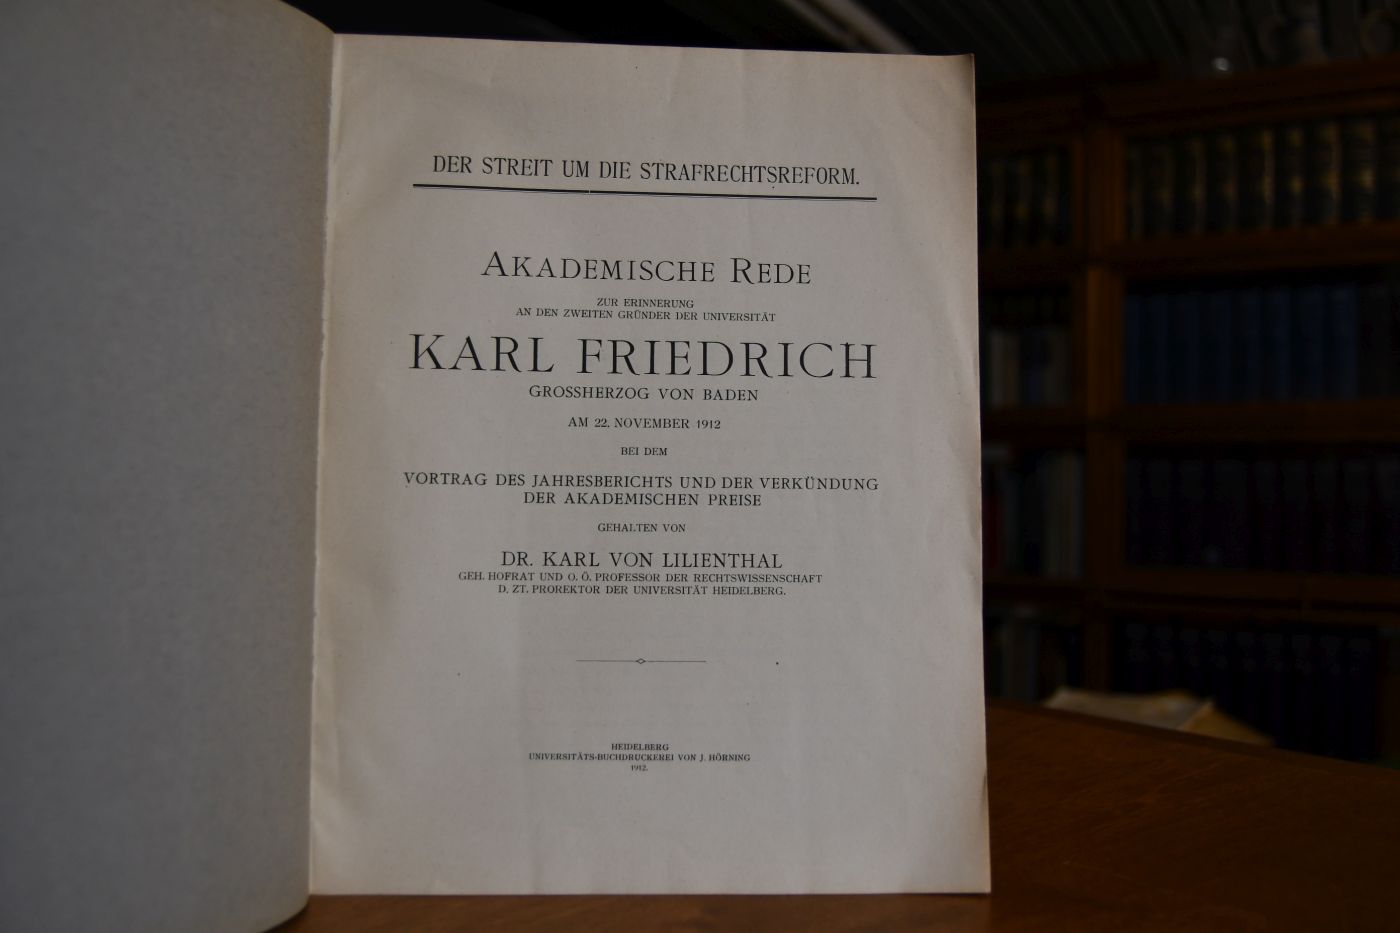 DER STREIT UM DIE STRAFRECHTSREFORM.
AKADEMISCHE REDE
ZUR ERINNERUNG
AN DEN ZWEITEN GRÜNDER DER UNIVERSITÄT
KARL FRIEDRICH
GROSSHERZOG VON BADEN
AM 22. NOVEMBER 1912
BEI DEM
VORTRAG DES JAHRESBERICHTS UND DER VERKÜNDUNG
DER AKADEMISCHEN PREISE
GEHALTEN VON
DR. KARL VON LILIENTHAL
GEH. HOFRAT UND O. Ö. PROFESSOR DER RECHTSWISSENSCHAFT
D. ZT. PROREKTOR DER UNIVERSITÄT HEIDELBERG.
HEIDELBERG
UNIVERSITÄTS-BUCHDRUCKEREI VON J. HÖRNING
1912.